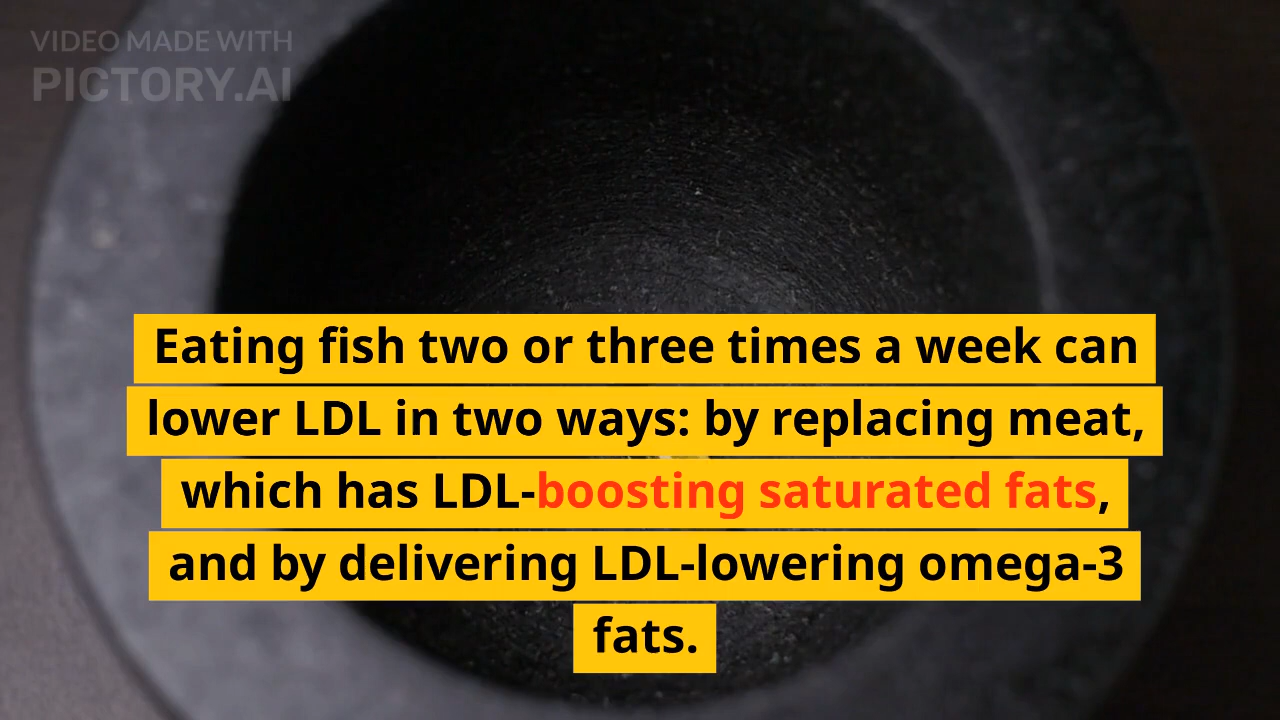 VIDEO MADE WITH
PICTORY.AI
Eating fish two or three times a week can
lower LDL in two ways: by replacing meat,
which has LDL-boosting saturated fats,
and by delivering LDL-lowering omega-3
fats.